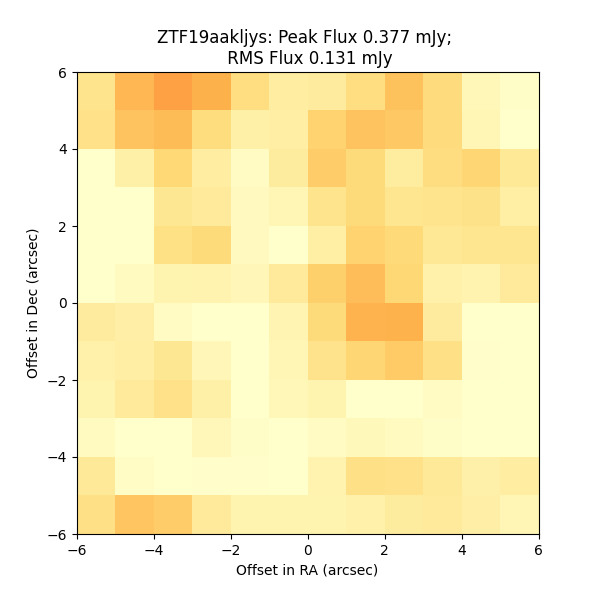 ZTF19aakljys: Peak Flux 0.377 mJy;
RMS Flux 0.131 mJy
6
4
2
0
−2
−4
−6
Offset in Dec (arcsec)
−6 −4 −2 0 2 4 6
Offset in RA (arcsec)